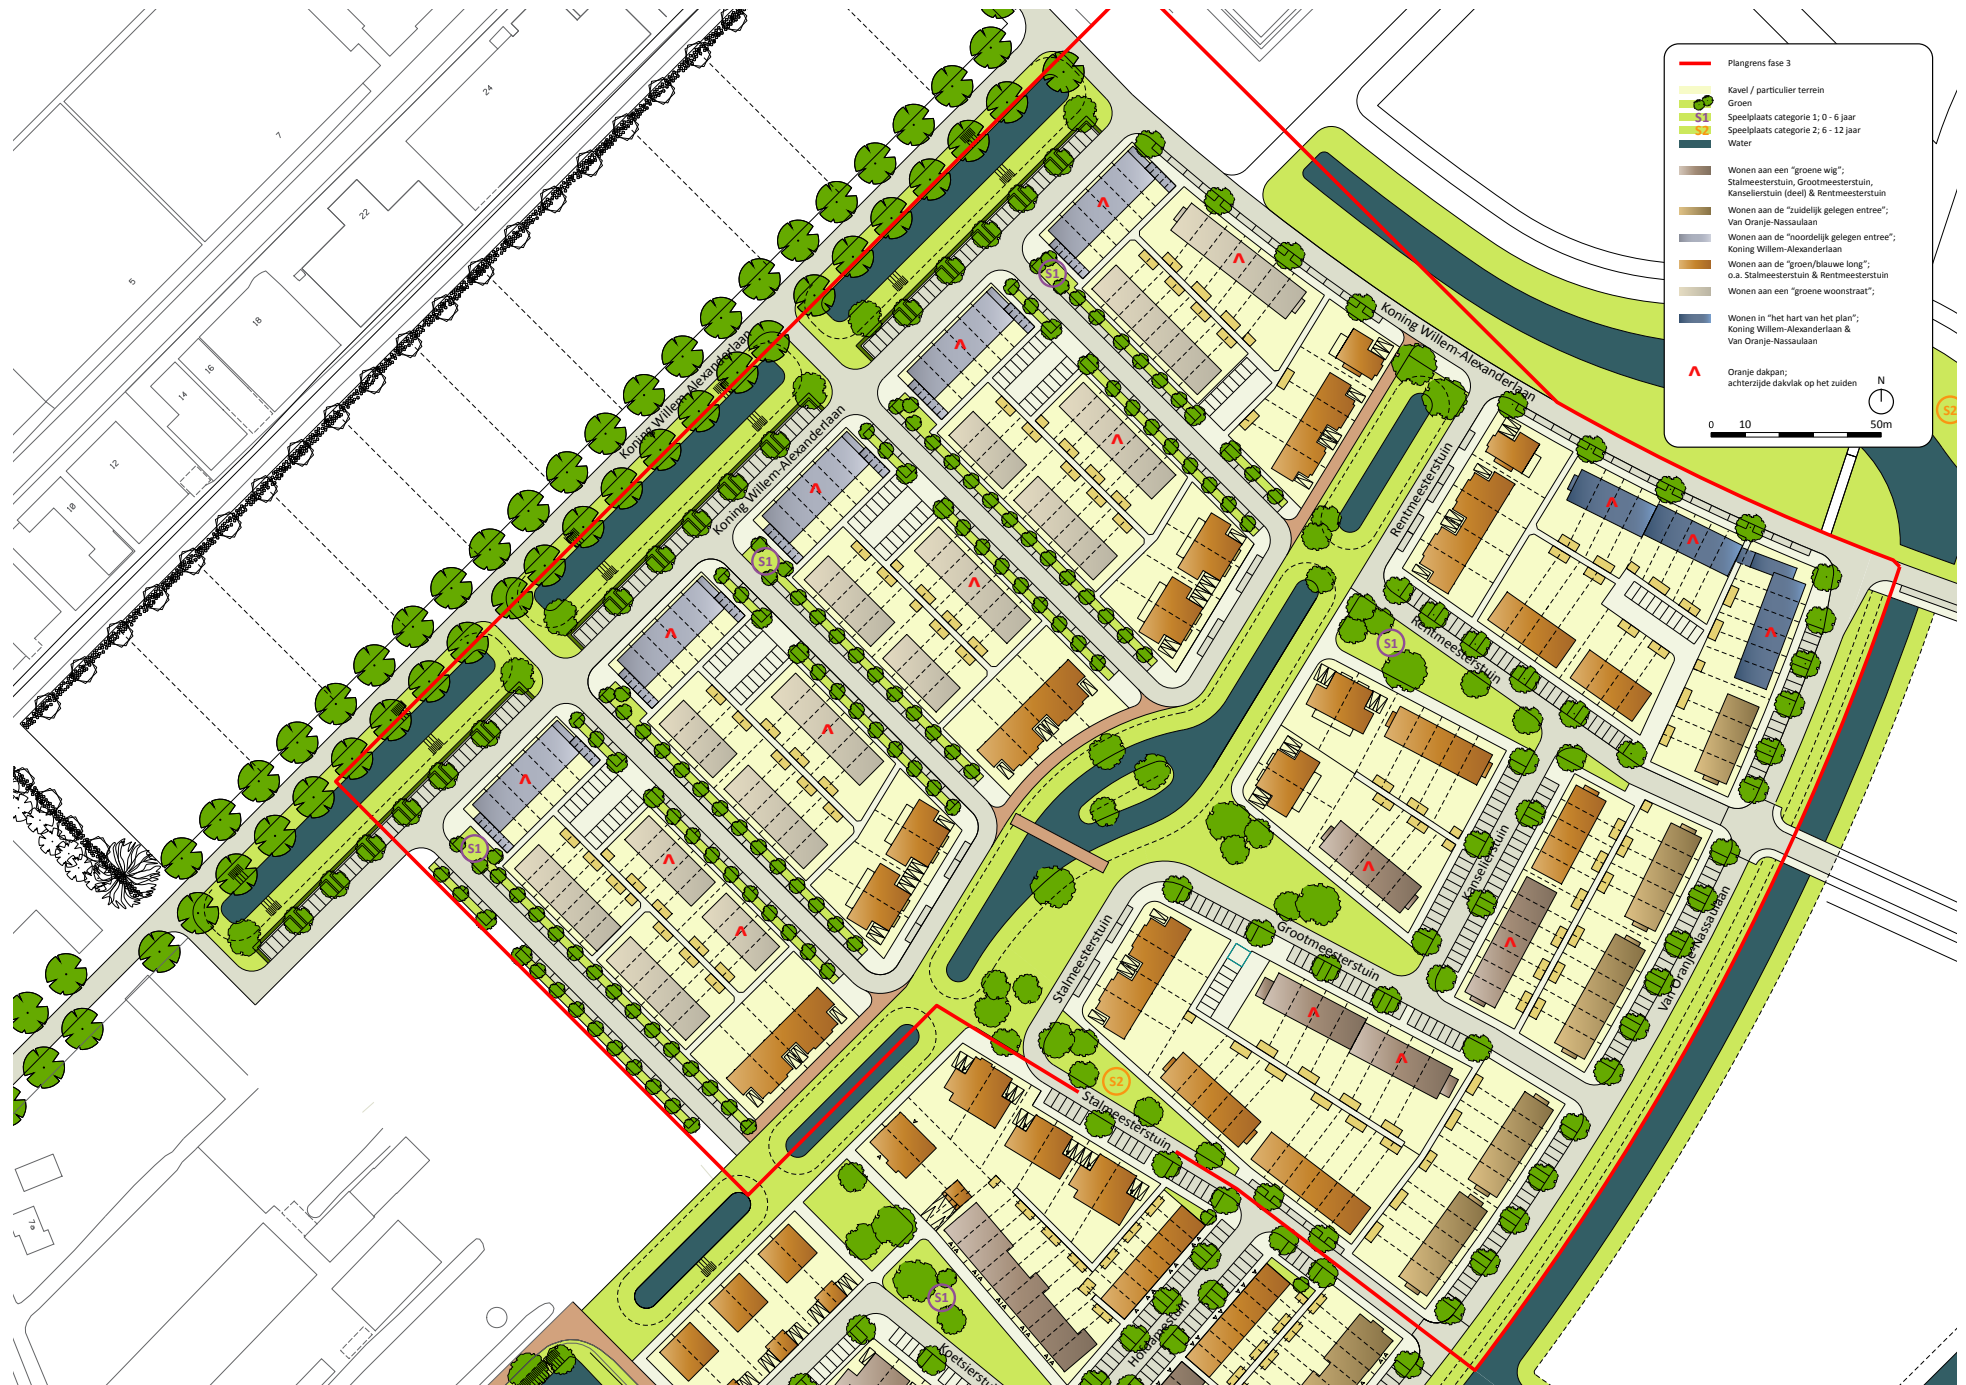 Plangrens fase 3
Kavel / particulier terrein
Groen
S1 Speelplaats categorie 1; 0 - 6 jaar
S2 Speelplaats categorie 2; 6 - 12 jaar
Water
Wonen aan een “groene wig”;
Stalmeesterstuin, Grootmeesterstuin,
Kanselierstuin (deel) & Rentmeesterstuin
Wonen aan de “zuidelijk gelegen entree”;
Van Oranje-Nassaulaan
Wonen aan de “noordelijk gelegen entree”;
Koning Willem-Alexanderlaan
Wonen aan de “groen/blauwe long”;
o.a. Stalmeesterstuin & Rentmeesterstuin
Wonen aan een “groene woonstraat”;
Wonen in “het hart van het plan”;
Koning Willem-Alexanderlaan &
Van Oranje-Nassaulaan
Oranje dakpan;
achterzijde dakvlak op het zuiden
N
0 10 50m
24
7
22
5
18
16
14
12
10
7a
Koning Willem-Alexanderlaan
Koning Willem-Alexanderlaan
Koning Willem-Alexanderlaan
Rentmeesterstuin
Rentmeesterstuin
Kanselierstuin
Van Oranje-Nassaulaan
Grootmeesterstuin
Stalmeesterstuin
Stalmeesterstuin
Hofdamestuin
Koetsierstu
S1
S1
S1
S1
S1
S2
S2